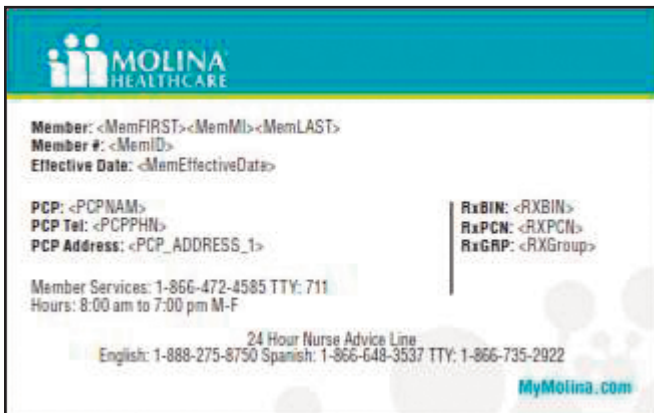 MOLINA
HEALTHCARE
Member: <MemFIRST><MemMI><MemLAST>
Member #: <MemID>
Effective Date: <MemEffectiveDate>
PCP: <PCPNAM>
PCP Tel: <PCPPHN>
PCP Address: <PCP_ADDRESS_1>
RxBIN: <RXBIN>
RxPCN: <RXPCN>
RxGRP: <RXGroup>
Member Services: 1-866-472-4585 TTY: 711
Hours: 8:00 am to 7:00 pm M-F
24 Hour Nurse Advice Line
English: 1-888-275-8750 Spanish: 1-866-648-3537 TTY: 1-866-735-2922
MyMolina.com